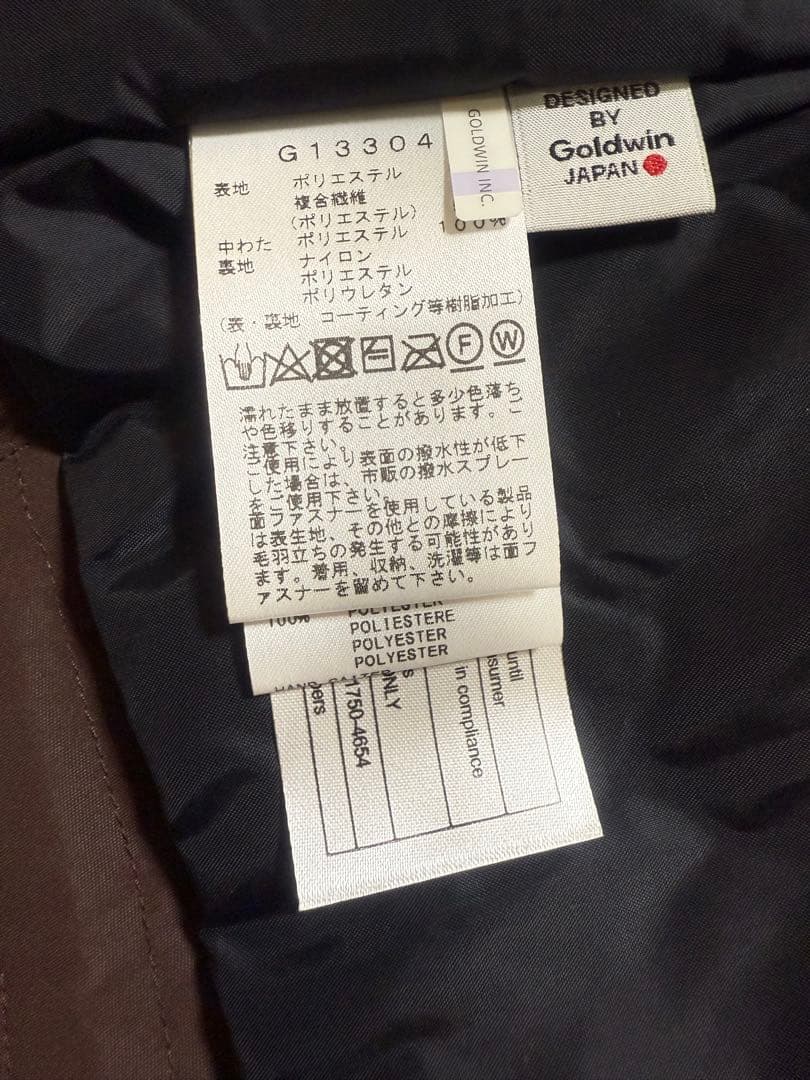 G13304
GOLDWIN INC.
DESIGNED
BY
Goldwin
JAPAN
表地 ポリエステル
複合繊維
(ポリエステル)
中わた ポリエステル 100%
裏地 ナイロン
ポリエステル
ポリウレタン
(表・裏地 コーティング等樹脂加工)
F W
濡れたまま放置すると多少色落ち
や色移りすることがあります。ご
注意下さい。
ご使用により表面の撥水性が低下
した場合は、市販の撥水スプレー
をご使用下さい。
面ファスナーを使用している製品
は表生地、その他との摩擦により
毛羽立ちの発生する可能性があり
ます。着用、収納、洗濯等は面フ
ァスナーを留めて下さい。
100% POLYESTER
POLIESTERE
POLYESTER
POLYESTER
until
nsumer
in compliance
NLY
1750-4654
bers